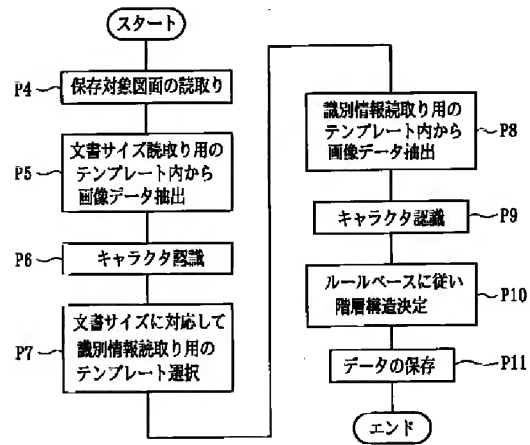 スタート
P4
保存対象図面の読取り
P5
文書サイズ読取り用の
テンプレート内から
画像データ抽出
P6
キャラクタ認識
P7
文書サイズに対応して
識別情報読取り用の
テンプレート選択
識別情報読取り用の
テンプレート内から
画像データ抽出
P8
キャラクタ認識
P9
ルールベースに従い
階層構造決定
P10
データの保存
P11
エンド